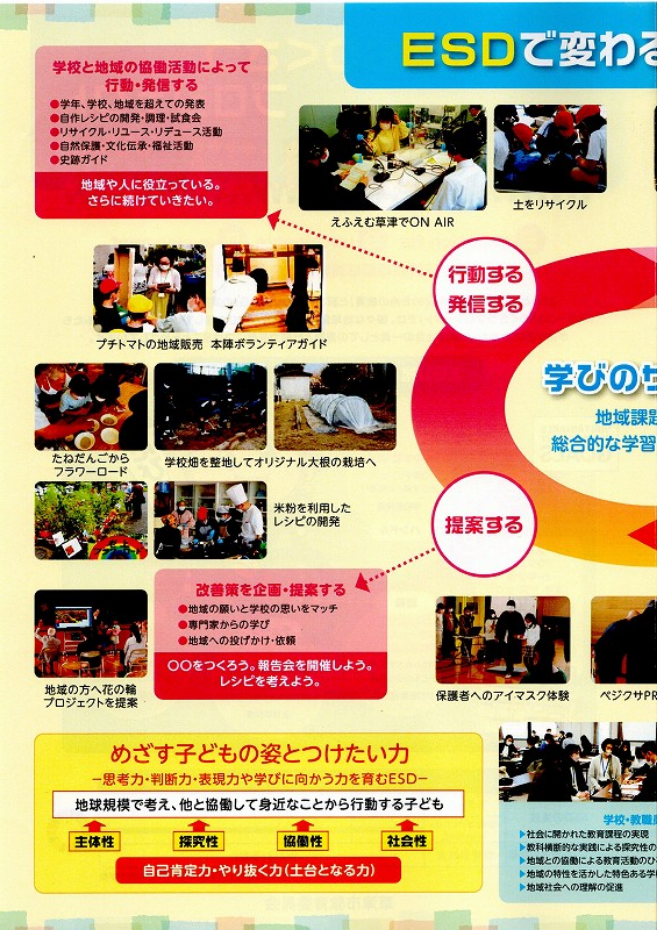 ESDで変わる
学校と地域の協働活動によって
行動・発信する
●学年、学校、地域を超えての発表
●自作レシピの開発・調理・試食会
●リサイクル・リユース・リデュース活動
●自然保護・文化伝承・福祉活動
●史跡ガイド
地域や人に役立っている。
さらに続けていきたい。
えふえむ草津でON AIR
土をリサイクル
行動する
発信する
プチトマトの地域販売
本陣ボランティアガイド
学びのサ
地域課題
総合的な学習
たねだんごから
フラワーロード
学校畑を整地してオリジナル大根の栽培へ
米粉を利用した
レシピの開発
提案する
改善策を企画・提案する
●地域の願いと学校の思いをマッチ
●専門家からの学び
●地域への投げかけ・依頼
〇〇をつくろう。報告会を開催しよう。
レシピを考えよう。
地域の方へ花の輪
プロジェクトを提案
保護者へのアイマスク体験
ベジクサPR
めざす子どもの姿とつけたい力
−思考力・判断力・表現力や学びに向かう力を育むESD−
地球規模で考え、他と協働して身近なことから行動する子ども
主体性
探究性
協働性
社会性
自己肯定力・やり抜く力(土台となる力)
学校・教職員
▶社会に開かれた教育課程の実現
▶教科横断的な実践による探究性の
▶地域との協働による教育活動のひ
▶地域の特性を活かした特色ある学
▶地域社会への理解の促進